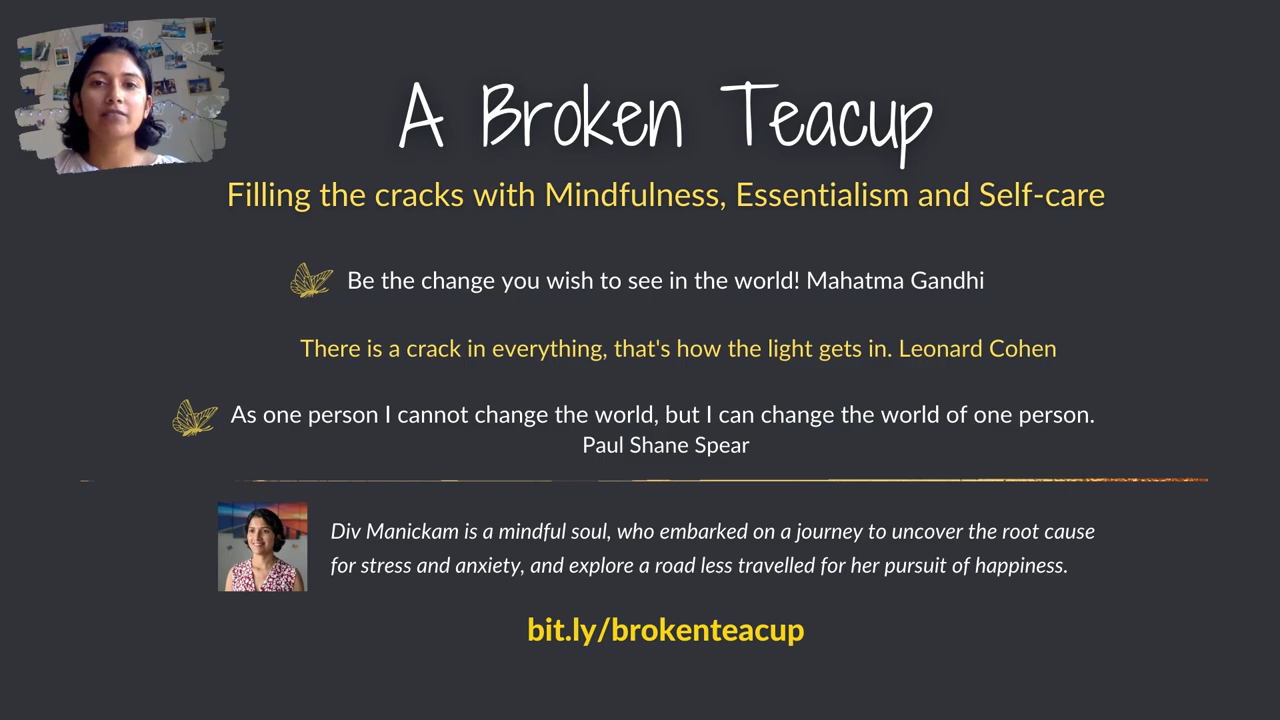 A Broken Teacup
Filling the cracks with Mindfulness, Essentialism and Self-care
Be the change you wish to see in the world! Mahatma Gandhi
There is a crack in everything, that's how the light gets in. Leonard Cohen
As one person I cannot change the world, but I can change the world of one person.
Paul Shane Spear
Div Manickam is a mindful soul, who embarked on a journey to uncover the root cause
for stress and anxiety, and explore a road less travelled for her pursuit of happiness.
bit.ly/brokenteacup